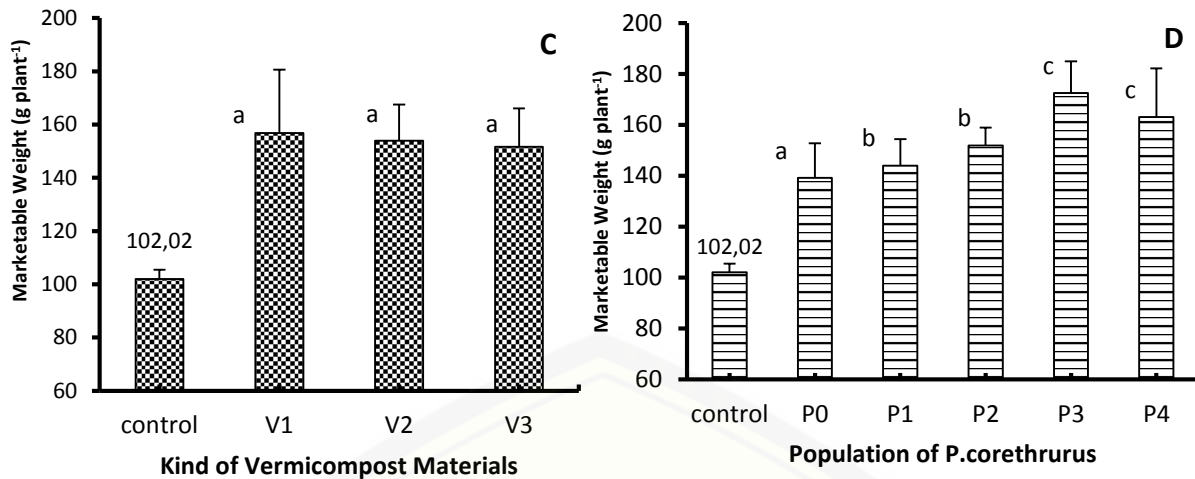 C
Marketable Weight (g plant⁻¹)
200
180
160
140
120
100
80
60
102,02
a
a
a
control V1 V2 V3
Kind of Vermicompost Materials
D
Marketable Weight (g plant⁻¹)
200
180
160
140
120
100
80
60
102,02
a
b
b
c
c
control P0 P1 P2 P3 P4
Population of P.corethrurus